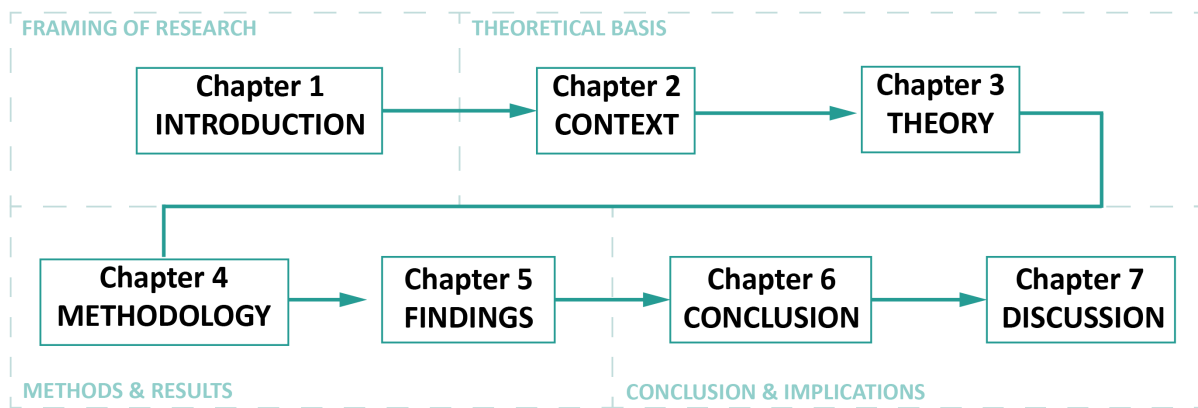 FRAMING OF RESEARCH
THEORETICAL BASIS
Chapter 1
INTRODUCTION
Chapter 2
CONTEXT
Chapter 3
THEORY
Chapter 4
METHODOLOGY
Chapter 5
FINDINGS
Chapter 6
CONCLUSION
Chapter 7
DISCUSSION
METHODS & RESULTS
CONCLUSION & IMPLICATIONS